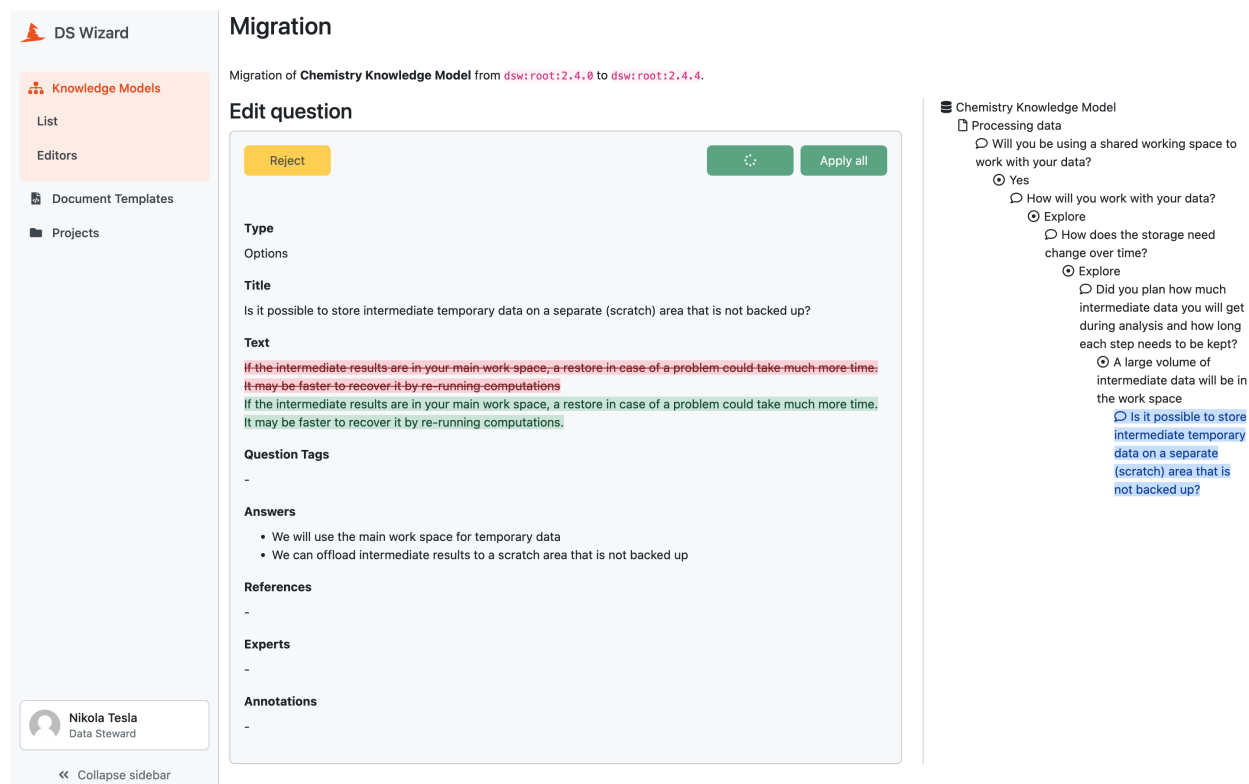 DS Wizard
Knowledge Models
List
Editors
Document Templates
Projects
Nikola Tesla
Data Steward
Collapse sidebar
Migration
Migration of Chemistry Knowledge Model from dsw:root:2.4.0 to dsw:root:2.4.4.
Edit question
Reject
Apply all
Type
Options
Title
Is it possible to store intermediate temporary data on a separate (scratch) area that is not backed up?
Text
If the intermediate results are in your main work space, a restore in case of a problem could take much more time.
It may be faster to recover it by re-running computations
If the intermediate results are in your main work space, a restore in case of a problem could take much more time.
It may be faster to recover it by re-running computations.
Question Tags
-
Answers
• We will use the main work space for temporary data
• We can offload intermediate results to a scratch area that is not backed up
References
-
Experts
-
Annotations
-
Chemistry Knowledge Model
Processing data
Will you be using a shared working space to
work with your data?
Yes
How will you work with your data?
Explore
How does the storage need
change over time?
Explore
Did you plan how much
intermediate data you will get
during analysis and how long
each step needs to be kept?
A large volume of
intermediate data will be in
the work space
Is it possible to store
intermediate temporary
data on a separate
(scratch) area that is
not backed up?